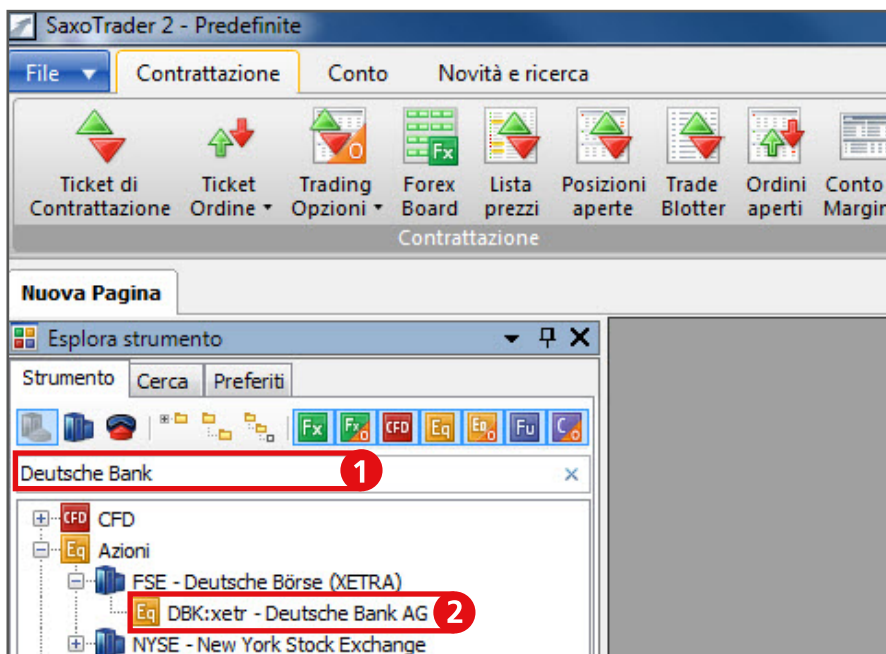 SaxoTrader 2 - Predefinite
File Contrattazione Conto Novità e ricerca
Ticket di Contrattazione Ticket Ordine Trading Opzioni Forex Board Lista prezzi Posizioni aperte Trade Blotter Ordini aperti Conto
Fx O
Contrattazione
Nuova Pagina
Esplora strumento
Strumento Cerca Preferiti
Fx Fx O CFD Eq Eq O Fu C O
Deutsche Bank 1
CFD CFD
Eq Azioni
FSE - Deutsche Börse (XETRA)
Eq DBK:xetr - Deutsche Bank AG 2
NYSE - New York Stock Exchange